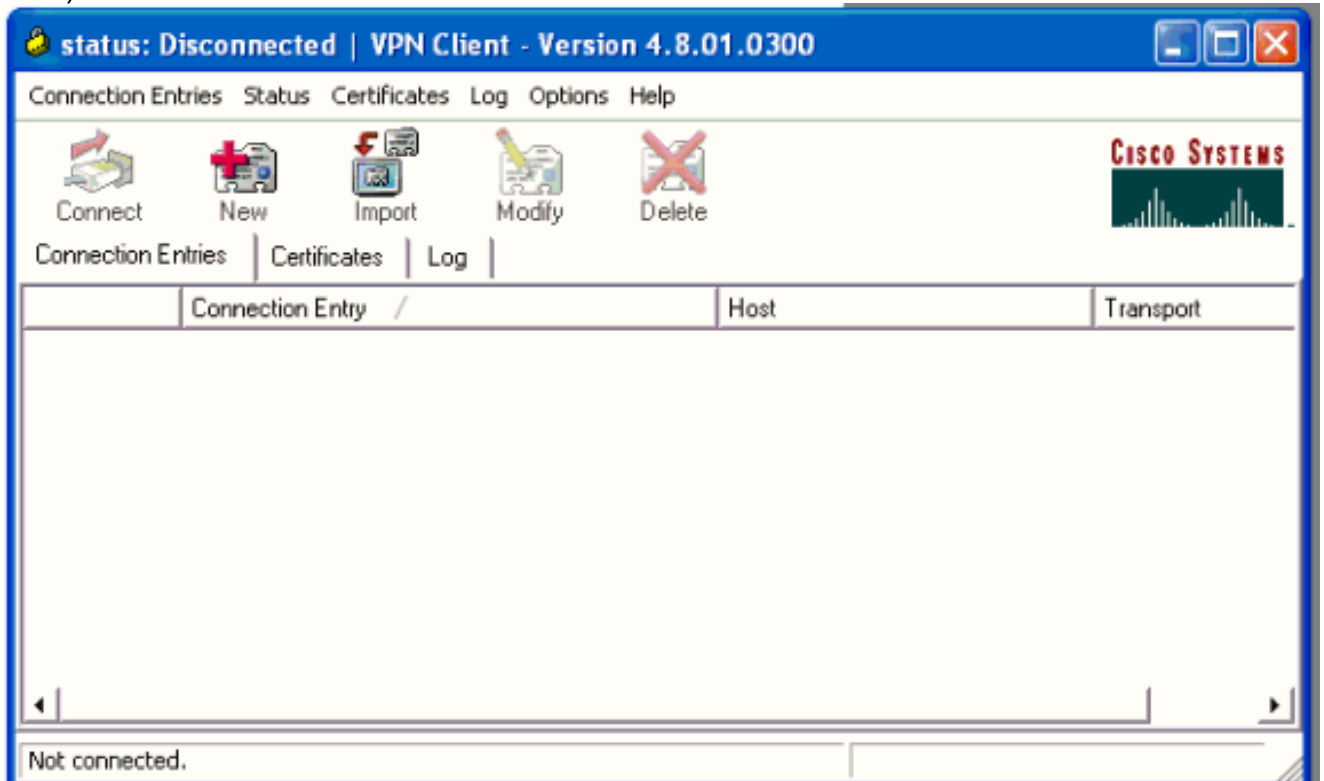 status: Disconnected | VPN Client - Version 4.8.01.0300
Connection Entries Status Certificates Log Options Help
CISCO SYSTEMS
Connect New Import Modify Delete
Connection Entries Certificates Log
Connection Entry Host Transport
Not connected.